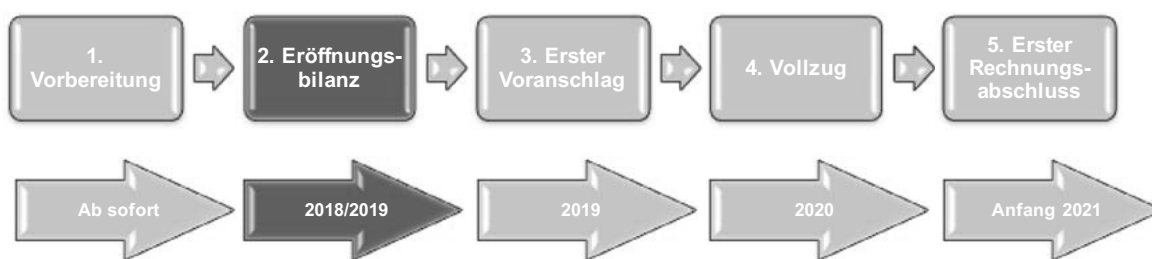 1.
Vorbereitung
2. Eröffnungs-
bilanz
3. Erster
Voranschlag
4. Vollzug
5. Erster
Rechnungs-
abschluss
Ab sofort
2018/2019
2019
2020
Anfang 2021